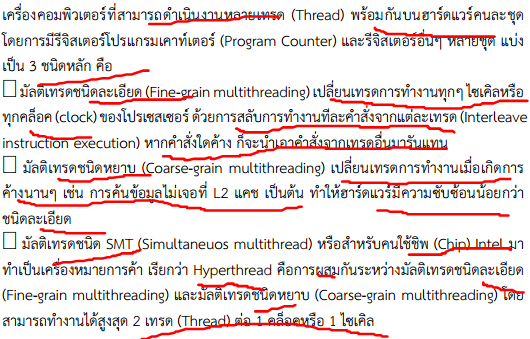 เครื่องคอมพิวเตอร์ที่สามารถดำเนินงานหลายเทรด (Thread) พร้อมกันบนฮาร์ดแวร์คนละชุด
โดยการมีรีจิสเตอร์โปรแกรมเคาท์เตอร์ (Program Counter) และรีจิสเตอร์อื่นๆ หลายชุด แบ่ง
เป็น 3 ชนิดหลัก คือ
มัลติเทรดชนิดละเอียด (Fine-grain multithreading) เปลี่ยนเทรดการทำงานทุกๆ ไซเคิลหรือ
ทุกคล็อค (clock) ของโปรเซสเซอร์ ด้วยการสลับการทำงานทีละคำสั่งจากแต่ละเทรด (Interleave
instruction execution) หากคำสั่งใดค้าง ก็จะนำเอาคำสั่งจากเทรดอื่นมารันแทน
มัลติเทรดชนิดหยาบ (Coarse-grain multithreading) เปลี่ยนเทรดการทำงานเมื่อเกิดการ
ค้างนานๆ เช่น การค้นข้อมูลไม่เจอที่ L2 แคช เป็นต้น ทำให้ฮาร์ดแวร์มีความซับซ้อนน้อยกว่า
ชนิดละเอียด
มัลติเทรดชนิด SMT (Simultaneuos multithread) หรือสำหรับคนใช้ชิพ (Chip) Intel มา
ทำเป็นเครื่องหมายการค้า เรียกว่า Hyperthread คือการผสมกันระหว่างมัลติเทรดชนิดละเอียด
(Fine-grain multithreading) และมัลติเทรดชนิดหยาบ (Coarse-grain multithreading) โดย
สามารถทำงานได้สูงสุด 2 เทรด (Thread) ต่อ 1 คล็อคหรือ 1 ไซเคิล